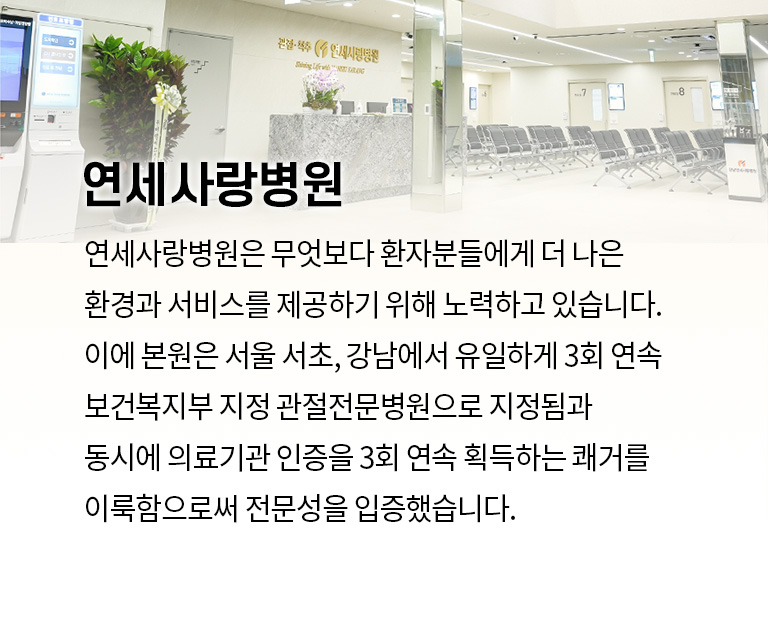 관절·척추 연세사랑병원
7
8
연세사랑병원
연세사랑병원은 무엇보다 환자분들에게 더 나은
환경과 서비스를 제공하기 위해 노력하고 있습니다.
이에 본원은 서울 서초, 강남에서 유일하게 3회 연속
보건복지부 지정 관절전문병원으로 지정됨과
동시에 의료기관 인증을 3회 연속 획득하는 쾌거를
이룩함으로써 전문성을 입증했습니다.